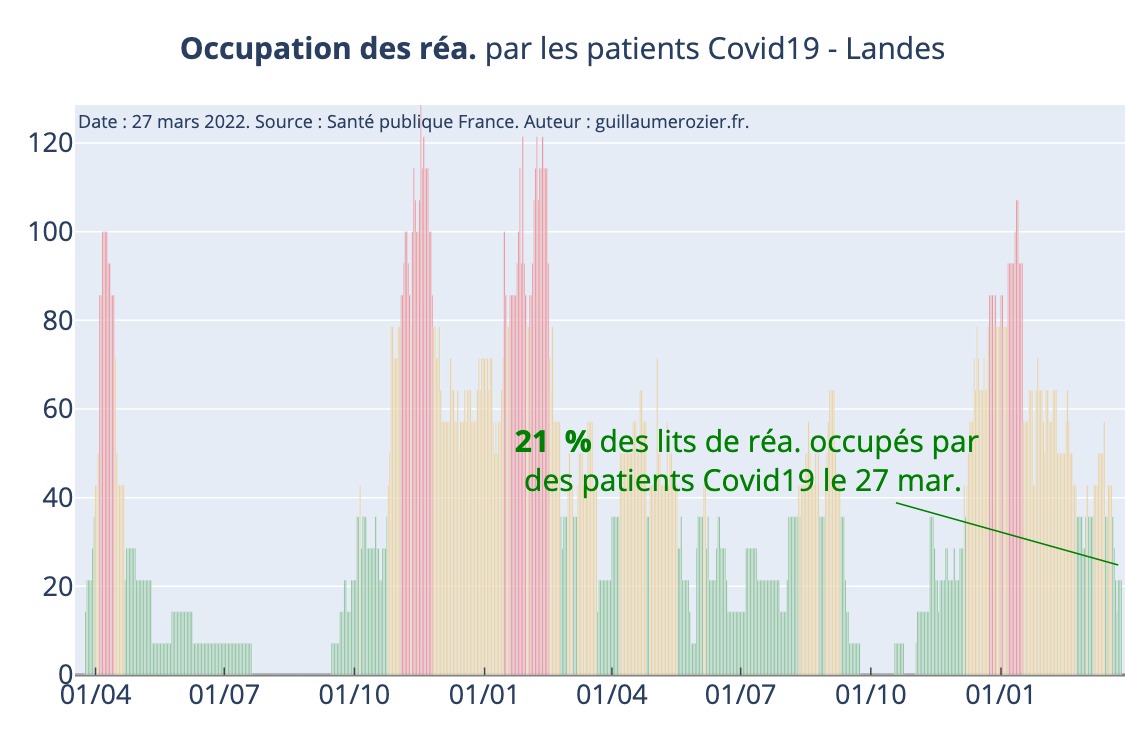 Occupation des réa. par les patients Covid19 - Landes
Date : 27 mars 2022. Source : Santé publique France. Auteur : guillaumerozier.fr.
120
100
80
60
40
20
0
21 % des lits de réa. occupés par
des patients Covid19 le 27 mar.
01/04 01/07 01/10 01/01 01/04 01/07 01/10 01/01